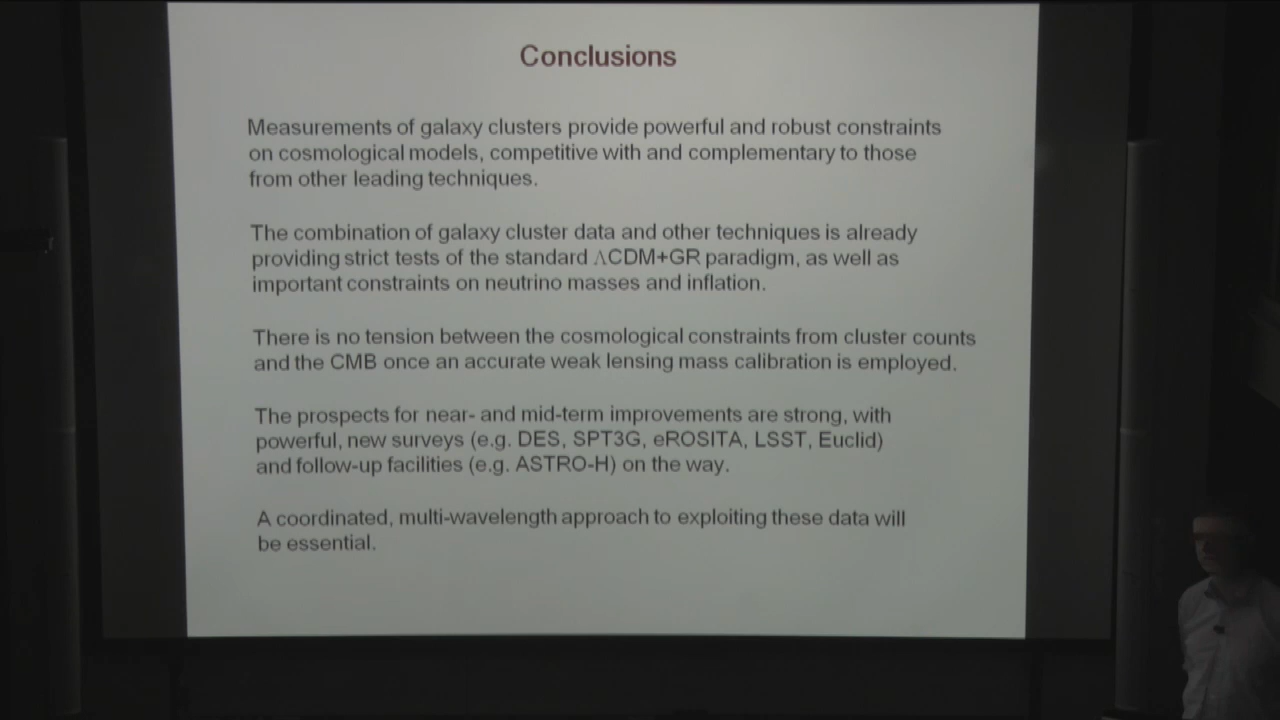 Conclusions
Measurements of galaxy clusters provide powerful and robust constraints
on cosmological models, competitive with and complementary to those
from other leading techniques.
The combination of galaxy cluster data and other techniques is already
providing strict tests of the standard ΛCDM+GR paradigm, as well as
important constraints on neutrino masses and inflation.
There is no tension between the cosmological constraints from cluster counts
and the CMB once an accurate weak lensing mass calibration is employed.
The prospects for near- and mid-term improvements are strong, with
powerful, new surveys (e.g. DES, SPT3G, eROSITA, LSST, Euclid)
and follow-up facilities (e.g. ASTRO-H) on the way.
A coordinated, multi-wavelength approach to exploiting these data will
be essential.